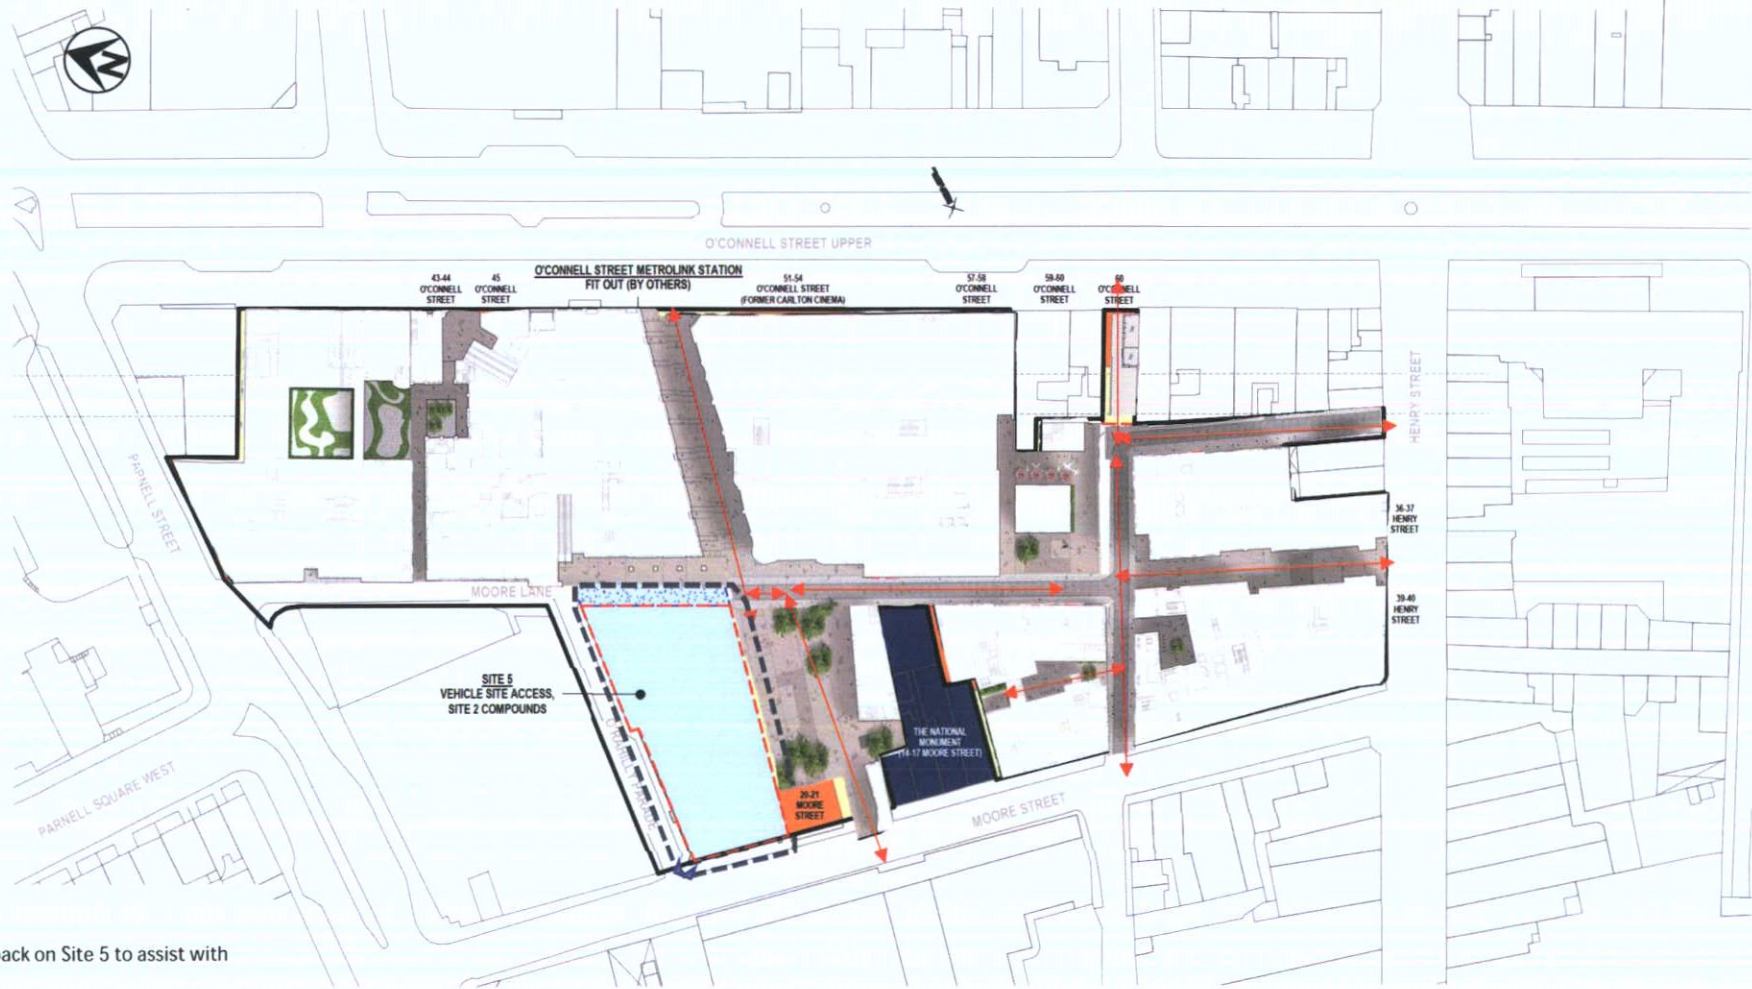 N
O'CONNELL STREET UPPER
O'CONNELL STREET METROLINK STATION
FIT OUT (BY OTHERS)
43-44
O'CONNELL
STREET
45
O'CONNELL
STREET
51-54
O'CONNELL STREET
(FORMER CARLTON CINEMA)
57-58
O'CONNELL
STREET
59-60
O'CONNELL
STREET
60
O'CONNELL
STREET
HENRY STREET
PARNELL STREET
36-37
HENRY
STREET
MOORE LANE
39-40
HENRY
STREET
SITE 5
VEHICLE SITE ACCESS,
SITE 2 COMPOUNDS
O'RAHILLY PARADE
THE NATIONAL
MONUMENT
(14-17 MOORE STREET)
20-21
MOORE
STREET
MOORE STREET
PARNELL SQUARE WEST
back on Site 5 to assist with